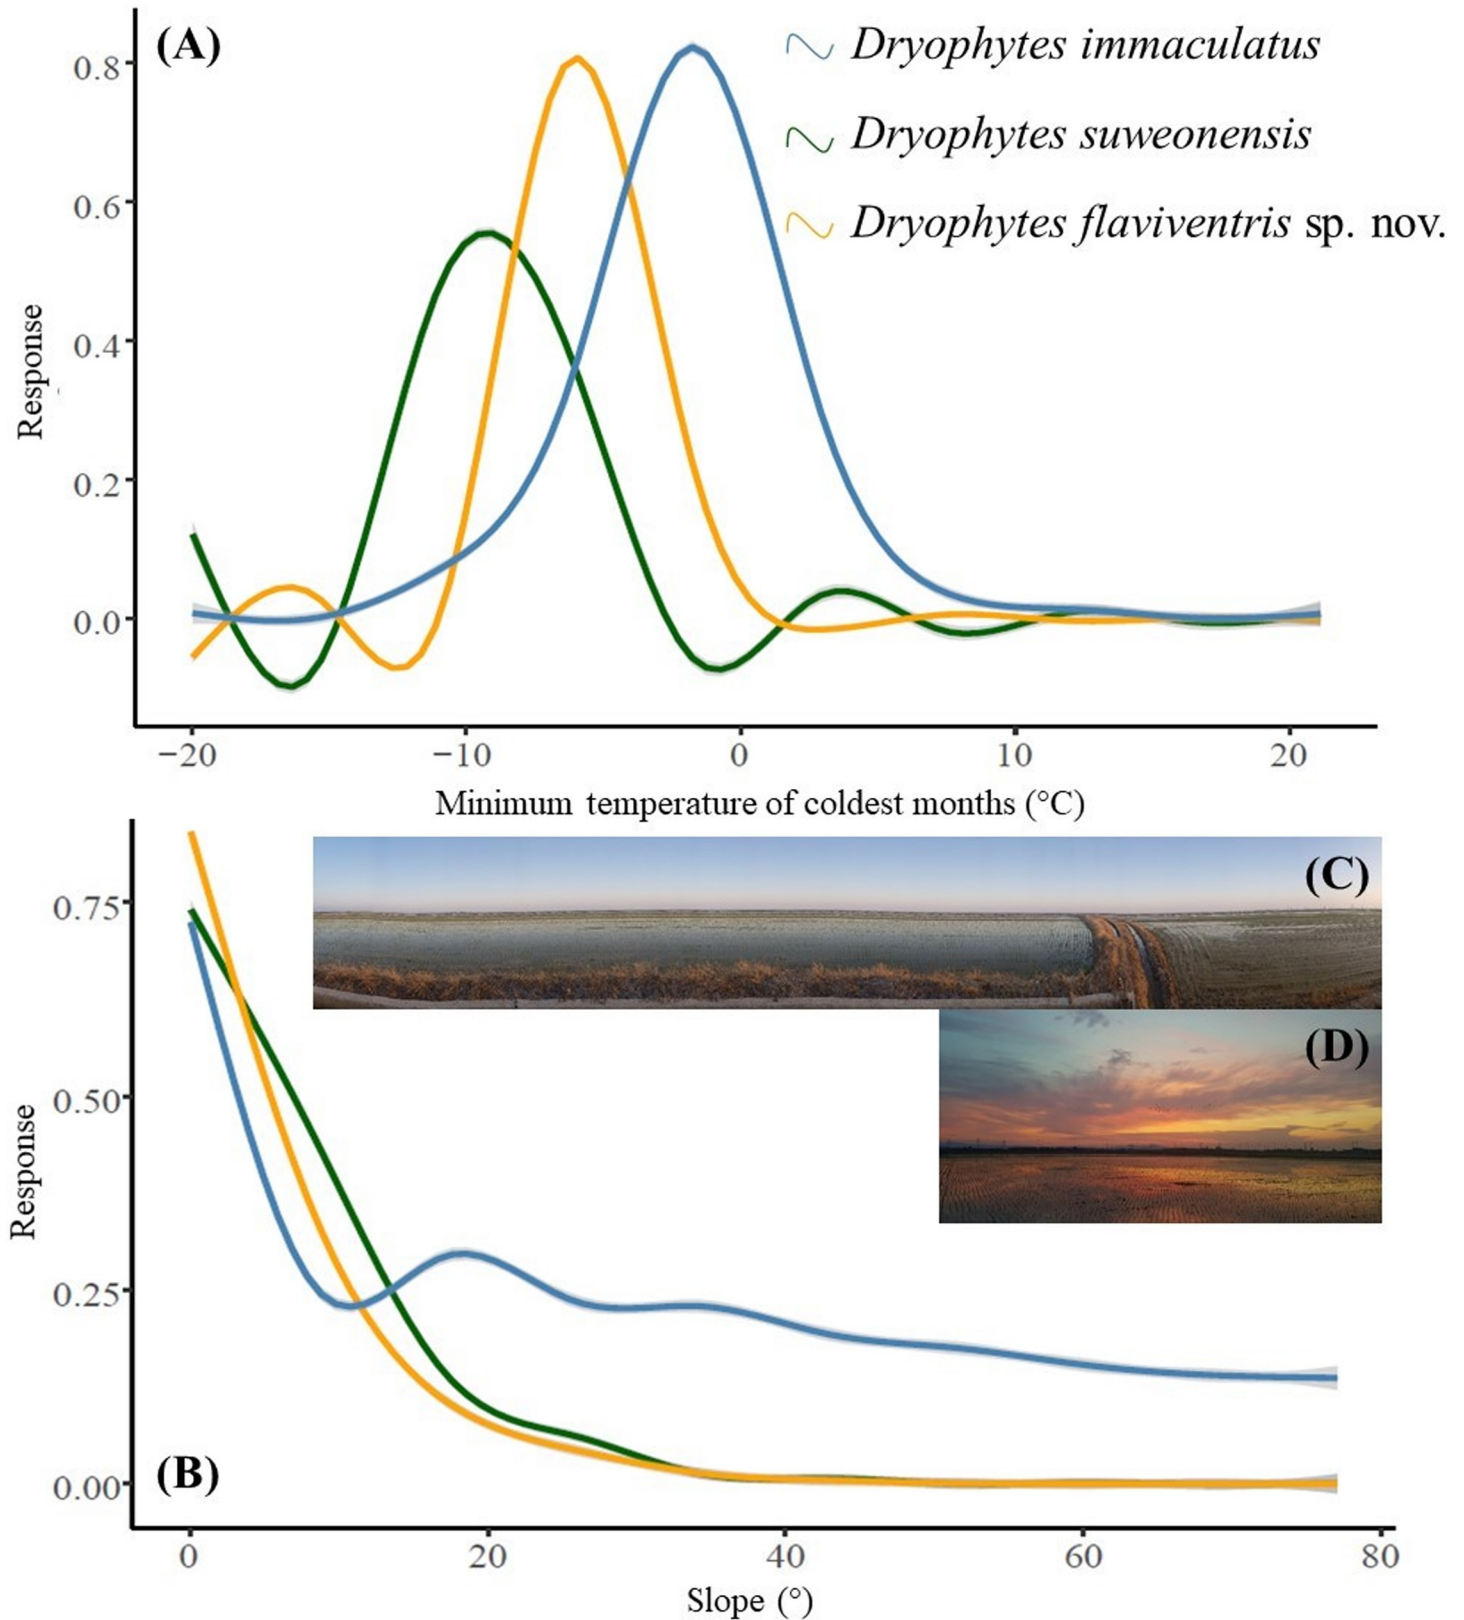 (A)
Dryophytes immaculatus
Dryophytes suweonensis
Dryophytes flaviventris sp. nov.
Response
0.8
0.6
0.4
0.2
0.0
−20 −10 0 10 20
Minimum temperature of coldest months (°C)
(C)
(D)
Response
0.75
0.50
0.25
0.00
(B)
0 20 40 60 80
Slope (°)